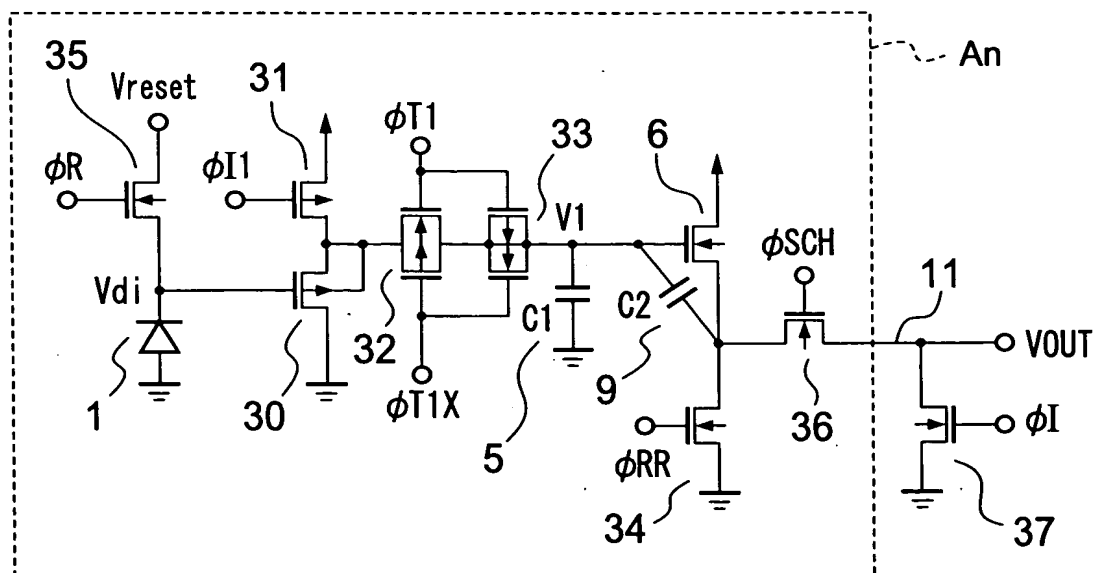 An
35
Vreset
31
φT1
33
6
φR
φI1
V1
φSCH
11
Vdi
C1
C2
VOUT
1
30
32
φT1X
5
9
φRR
34
36
φI
37